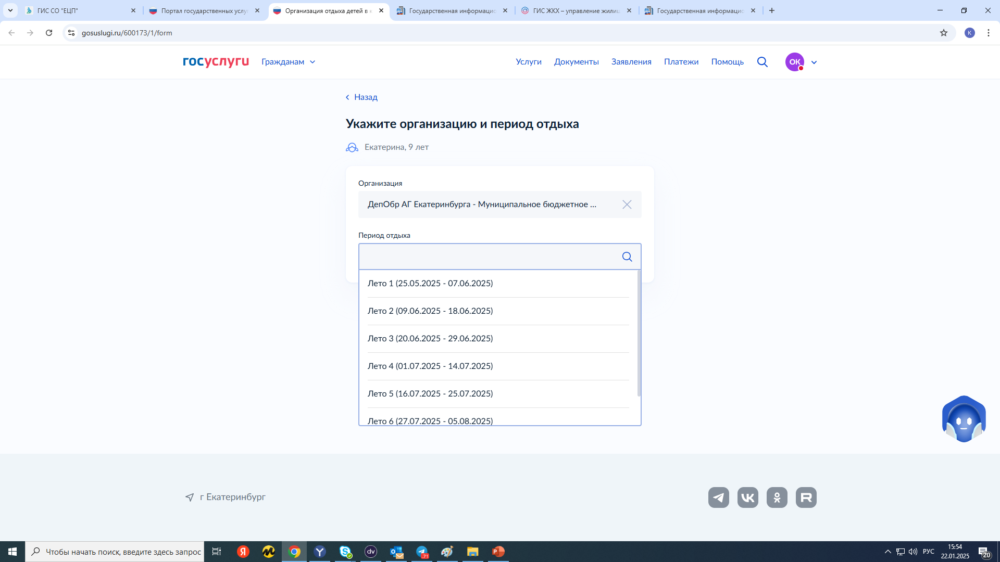 ГИС СО "ЕЦП"
Портал государственных услу
Организация отдыха детей в к
Государственная информацио
ГИС ЖКХ – управление жилищ
Государственная информацио
gosuslugi.ru/600173/1/form
K
госуслуги
Гражданам
Услуги
Документы
Заявления
Платежи
Помощь
ОК
Назад
Укажите организацию и период отдыха
Екатерина, 9 лет
Организация
ДепОбр АГ Екатеринбурга - Муниципальное бюджетное ...
Период отдыха
Лето 1 (25.05.2025 - 07.06.2025)
Лето 2 (09.06.2025 - 18.06.2025)
Лето 3 (20.06.2025 - 29.06.2025)
Лето 4 (01.07.2025 - 14.07.2025)
Лето 5 (16.07.2025 - 25.07.2025)
Лето 6 (27.07.2025 - 05.08.2025)
г Екатеринбург
Чтобы начать поиск, введите здесь запрос
71
РУС
15:54
22.01.2025
20